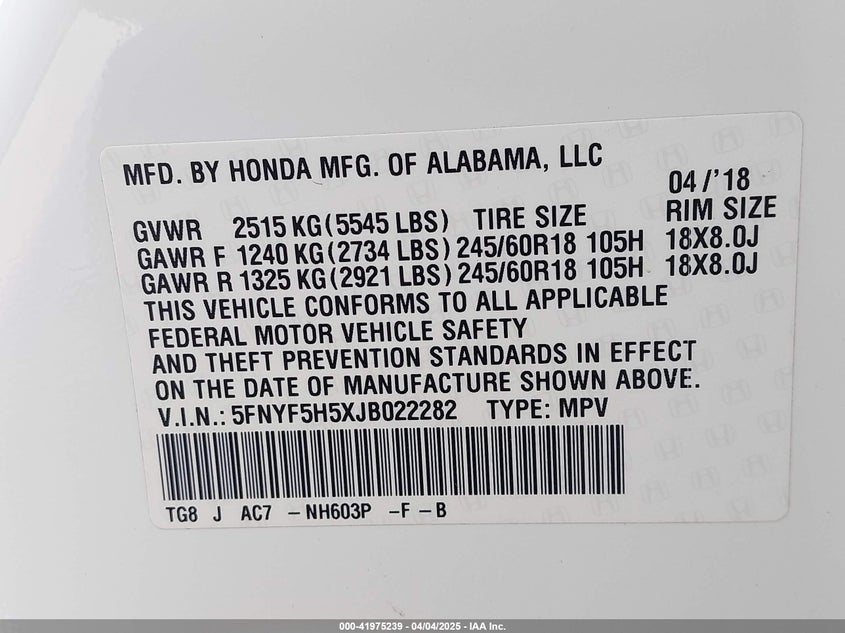 MFD. BY HONDA MFG. OF ALABAMA, LLC
04/'18
GVWR 2515 KG(5545 LBS) TIRE SIZE RIM SIZE
GAWR F 1240 KG(2734 LBS) 245/60R18 105H 18X8.0J
GAWR R 1325 KG(2921 LBS) 245/60R18 105H 18X8.0J
THIS VEHICLE CONFORMS TO ALL APPLICABLE
FEDERAL MOTOR VEHICLE SAFETY
AND THEFT PREVENTION STANDARDS IN EFFECT
ON THE DATE OF MANUFACTURE SHOWN ABOVE.
V.I.N.: 5FNYF5H5XJB022282 TYPE: MPV
TG8 J AC7 -NH603P -F -B
000-41975239 - 04/04/2025 - IAA Inc.